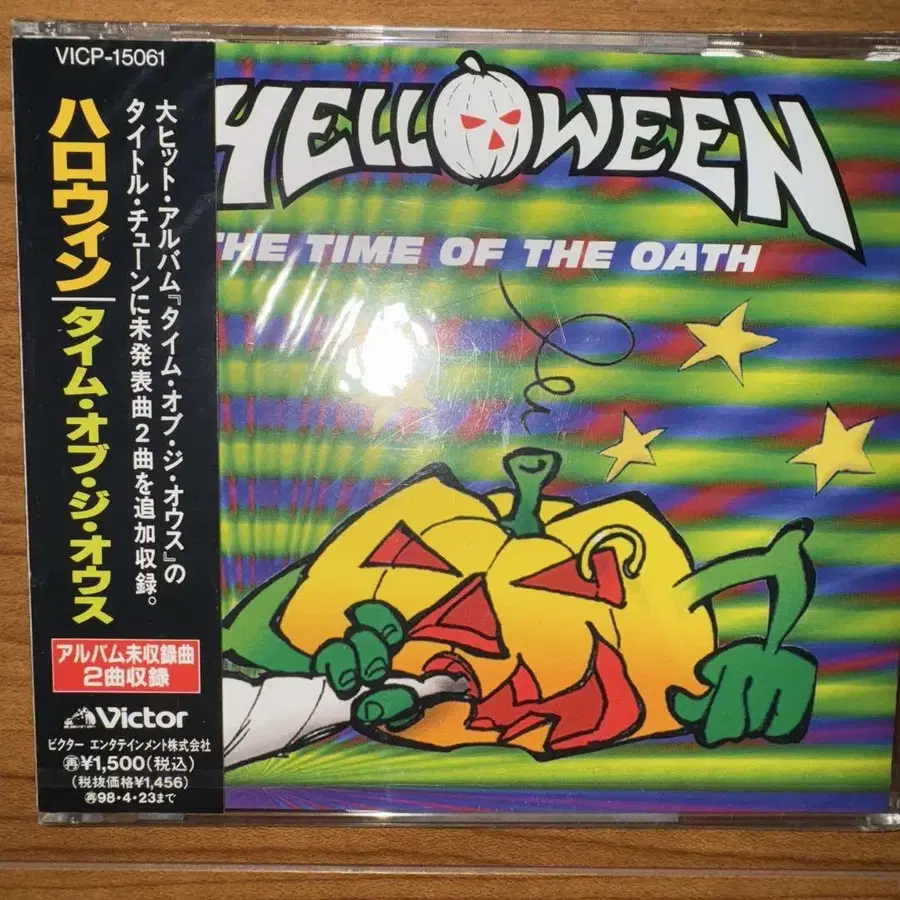 VICP-15061
大ヒット・アルバム『タイム・オブ・ジ・オウス』の
タイトル・チューンに未発表曲2曲を追加収録。
ハロウィン|タイム・オブ・ジ・オウス
アルバム未収録曲
2曲収録
Victor
ビクター エンタテインメント株式会社
再¥1,500(税込)
(税抜価格¥1,456)
再98・4・23まで
HELLOWEEN
THE TIME OF THE OATH